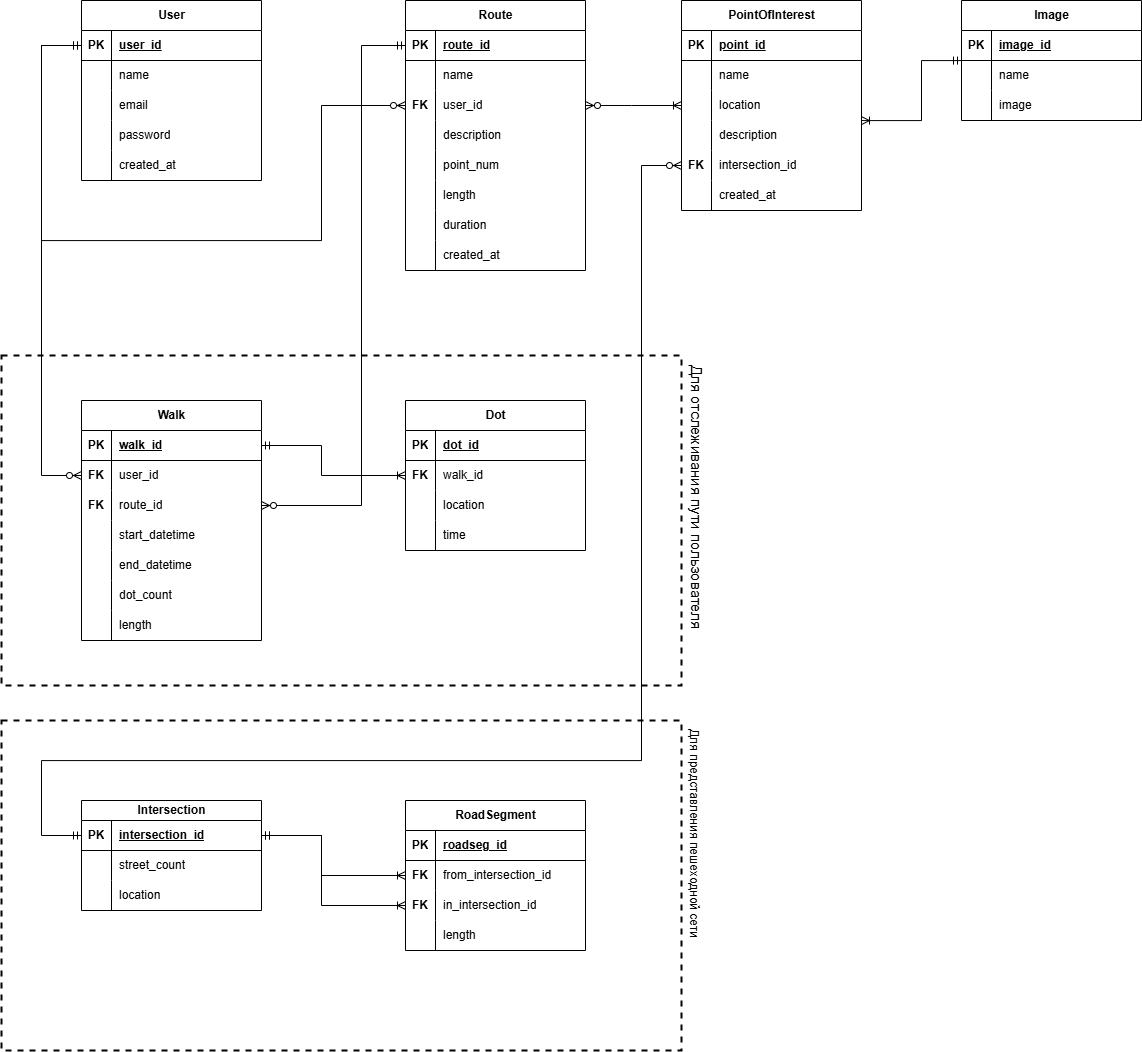 User
PK user_id
name
email
password
created_at
Route
PK route_id
name
FK user_id
description
point_num
length
duration
created_at
PointOfInterest
PK point_id
name
location
description
FK intersection_id
created_at
Image
PK image_id
name
image
Для отслеживания пути пользователя
Walk
PK walk_id
FK user_id
FK route_id
start_datetime
end_datetime
dot_count
length
Dot
PK dot_id
FK walk_id
location
time
Для представления пешеходной сети
Intersection
PK intersection_id
street_count
location
RoadSegment
PK roadseg_id
FK from_intersection_id
FK in_intersection_id
length